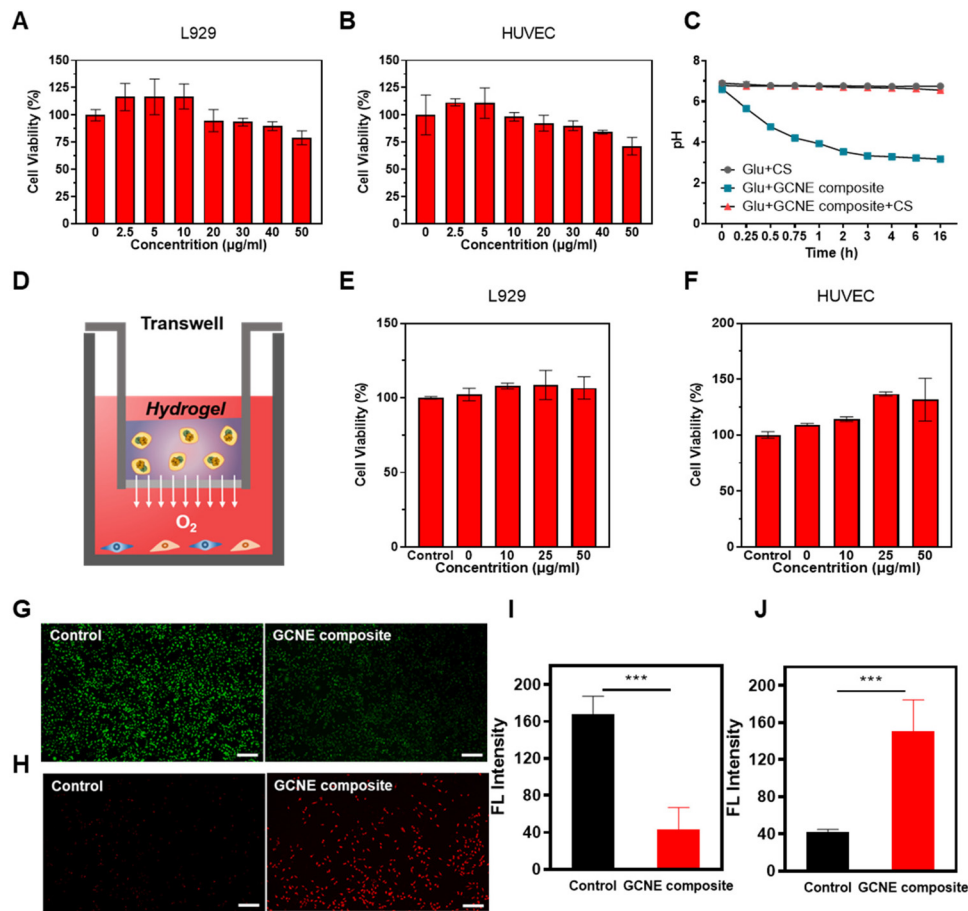 A
L929
Cell Viability (%)
150
125
100
75
50
25
0
0 2.5 5 10 20 30 40 50
Concentrition (µg/ml)
B
HUVEC
Cell Viability (%)
150
125
100
75
50
25
0
0 2.5 5 10 20 30 40 50
Concentrition (µg/ml)
C
pH
8
6
4
2
0
Glu+CS
Glu+GCNE composite
Glu+GCNE composite+CS
0 0.25 0.5 0.75 1 2 3 4 6 16
Time (h)
D
Transwell
Hydrogel
O₂
E
L929
Cell Viability (%)
150
100
50
0
Control 0 10 25 50
Concentrition (µg/ml)
F
HUVEC
Cell Viability (%)
200
150
100
50
0
Control 0 10 25 50
Concentrition (µg/ml)
G
Control
GCNE composite
H
Control
GCNE composite
I
FL Intensity
200
160
120
80
40
0
***
Control GCNE composite
J
FL Intensity
200
160
120
80
40
0
***
Control GCNE composite